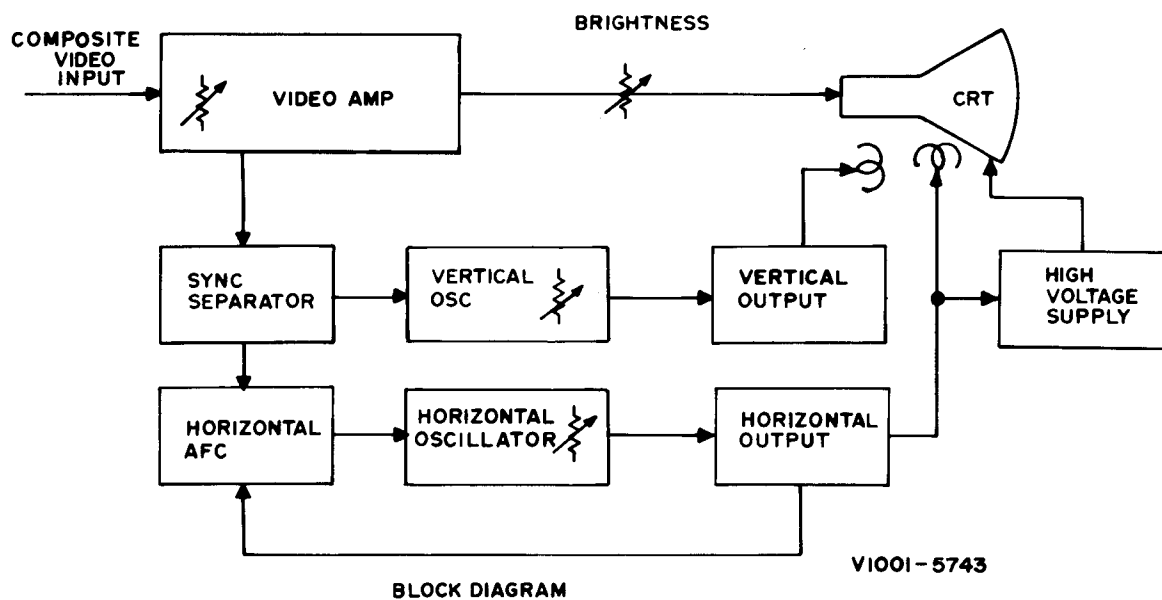 COMPOSITE
VIDEO
INPUT
VIDEO AMP
BRIGHTNESS
CRT
SYNC
SEPARATOR
VERTICAL
OSC
VERTICAL
OUTPUT
HIGH
VOLTAGE
SUPPLY
HORIZONTAL
AFC
HORIZONTAL
OSCILLATOR
HORIZONTAL
OUTPUT
V1001-5743
BLOCK DIAGRAM